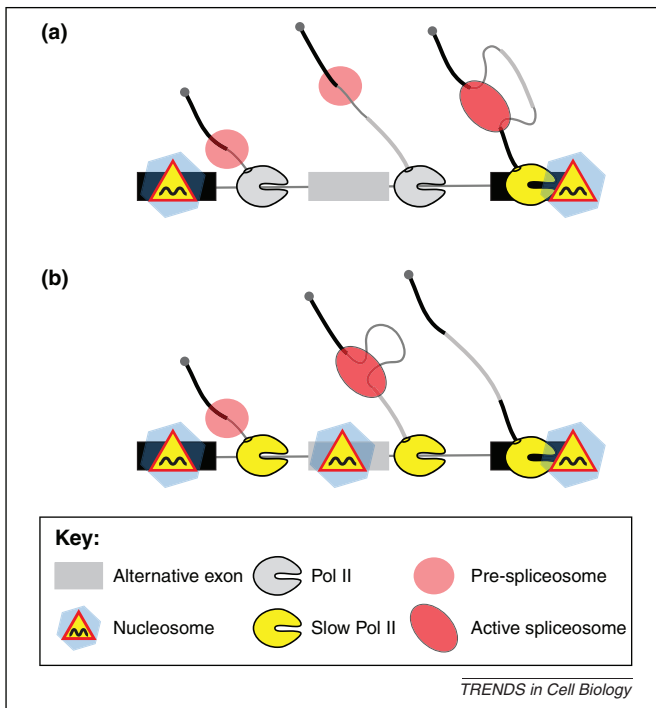 (a)
(b)
Key:
Alternative exon
Pol II
Pre-spliceosome
Nucleosome
Slow Pol II
Active spliceosome
TRENDS in Cell Biology